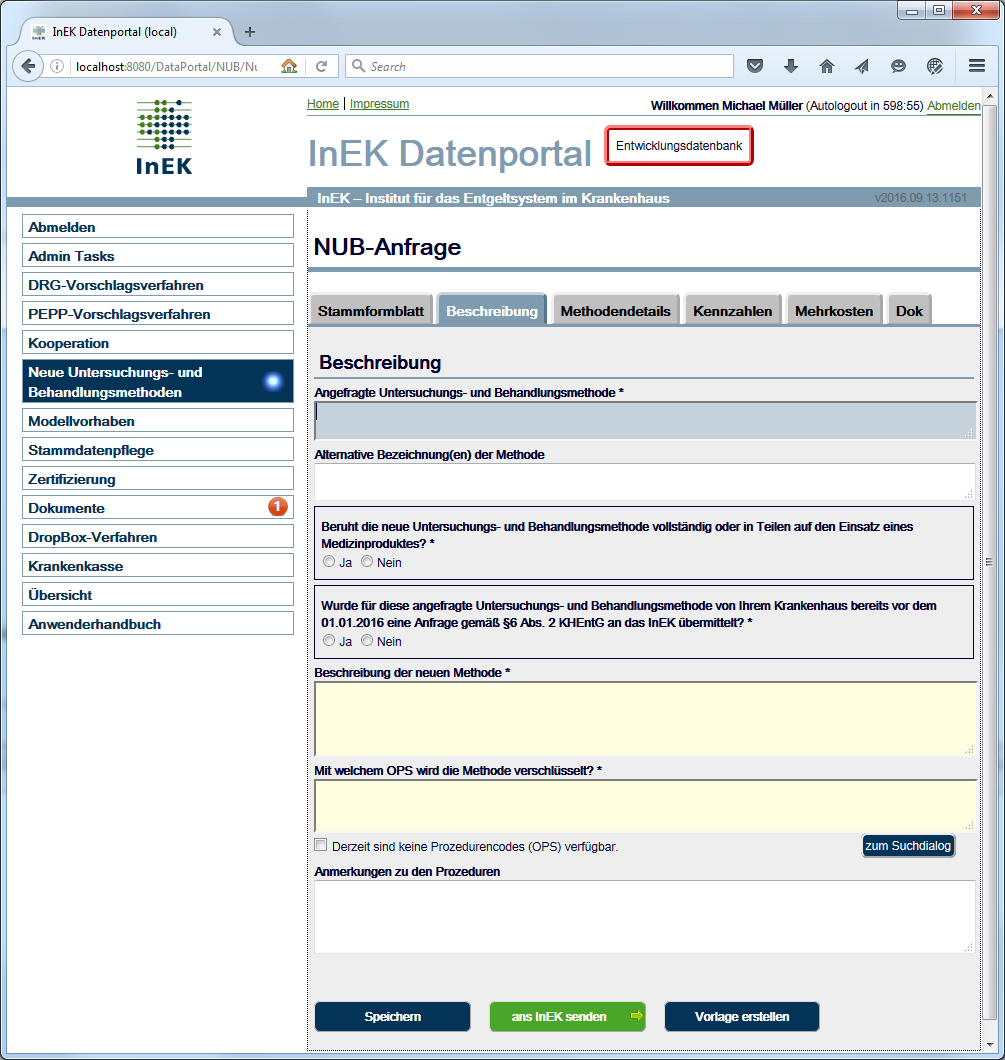 InEK Datenportal (local)
localhost:8080/DataPortal/NUB/Nu
Search
InEK
Home | Impressum
Willkommen Michael Müller (Autologout in 598:55) Abmelden
InEK Datenportal
Entwicklungsdatenbank
InEK – Institut für das Entgeltsystem im Krankenhaus
v2016.09.13.1151
Abmelden
Admin Tasks
DRG-Vorschlagsverfahren
PEPP-Vorschlagsverfahren
Kooperation
Neue Untersuchungs- und
Behandlungsmethoden
Modellvorhaben
Stammdatenpflege
Zertifizierung
Dokumente
1
DropBox-Verfahren
Krankenkasse
Übersicht
Anwenderhandbuch
NUB-Anfrage
Stammformblatt
Beschreibung
Methodendetails
Kennzahlen
Mehrkosten
Dok
Beschreibung
Angefragte Untersuchungs- und Behandlungsmethode *
Alternative Bezeichnung(en) der Methode
Beruht die neue Untersuchungs- und Behandlungsmethode vollständig oder in Teilen auf den Einsatz eines
Medizinproduktes? *
Ja Nein
Wurde für diese angefragte Untersuchungs- und Behandlungsmethode von Ihrem Krankenhaus bereits vor dem
01.01.2016 eine Anfrage gemäß §6 Abs. 2 KHEntG an das InEK übermittelt? *
Ja Nein
Beschreibung der neuen Methode *
Mit welchem OPS wird die Methode verschlüsselt? *
Derzeit sind keine Prozedurencodes (OPS) verfügbar.
zum Suchdialog
Anmerkungen zu den Prozeduren
Speichern
ans InEK senden
Vorlage erstellen